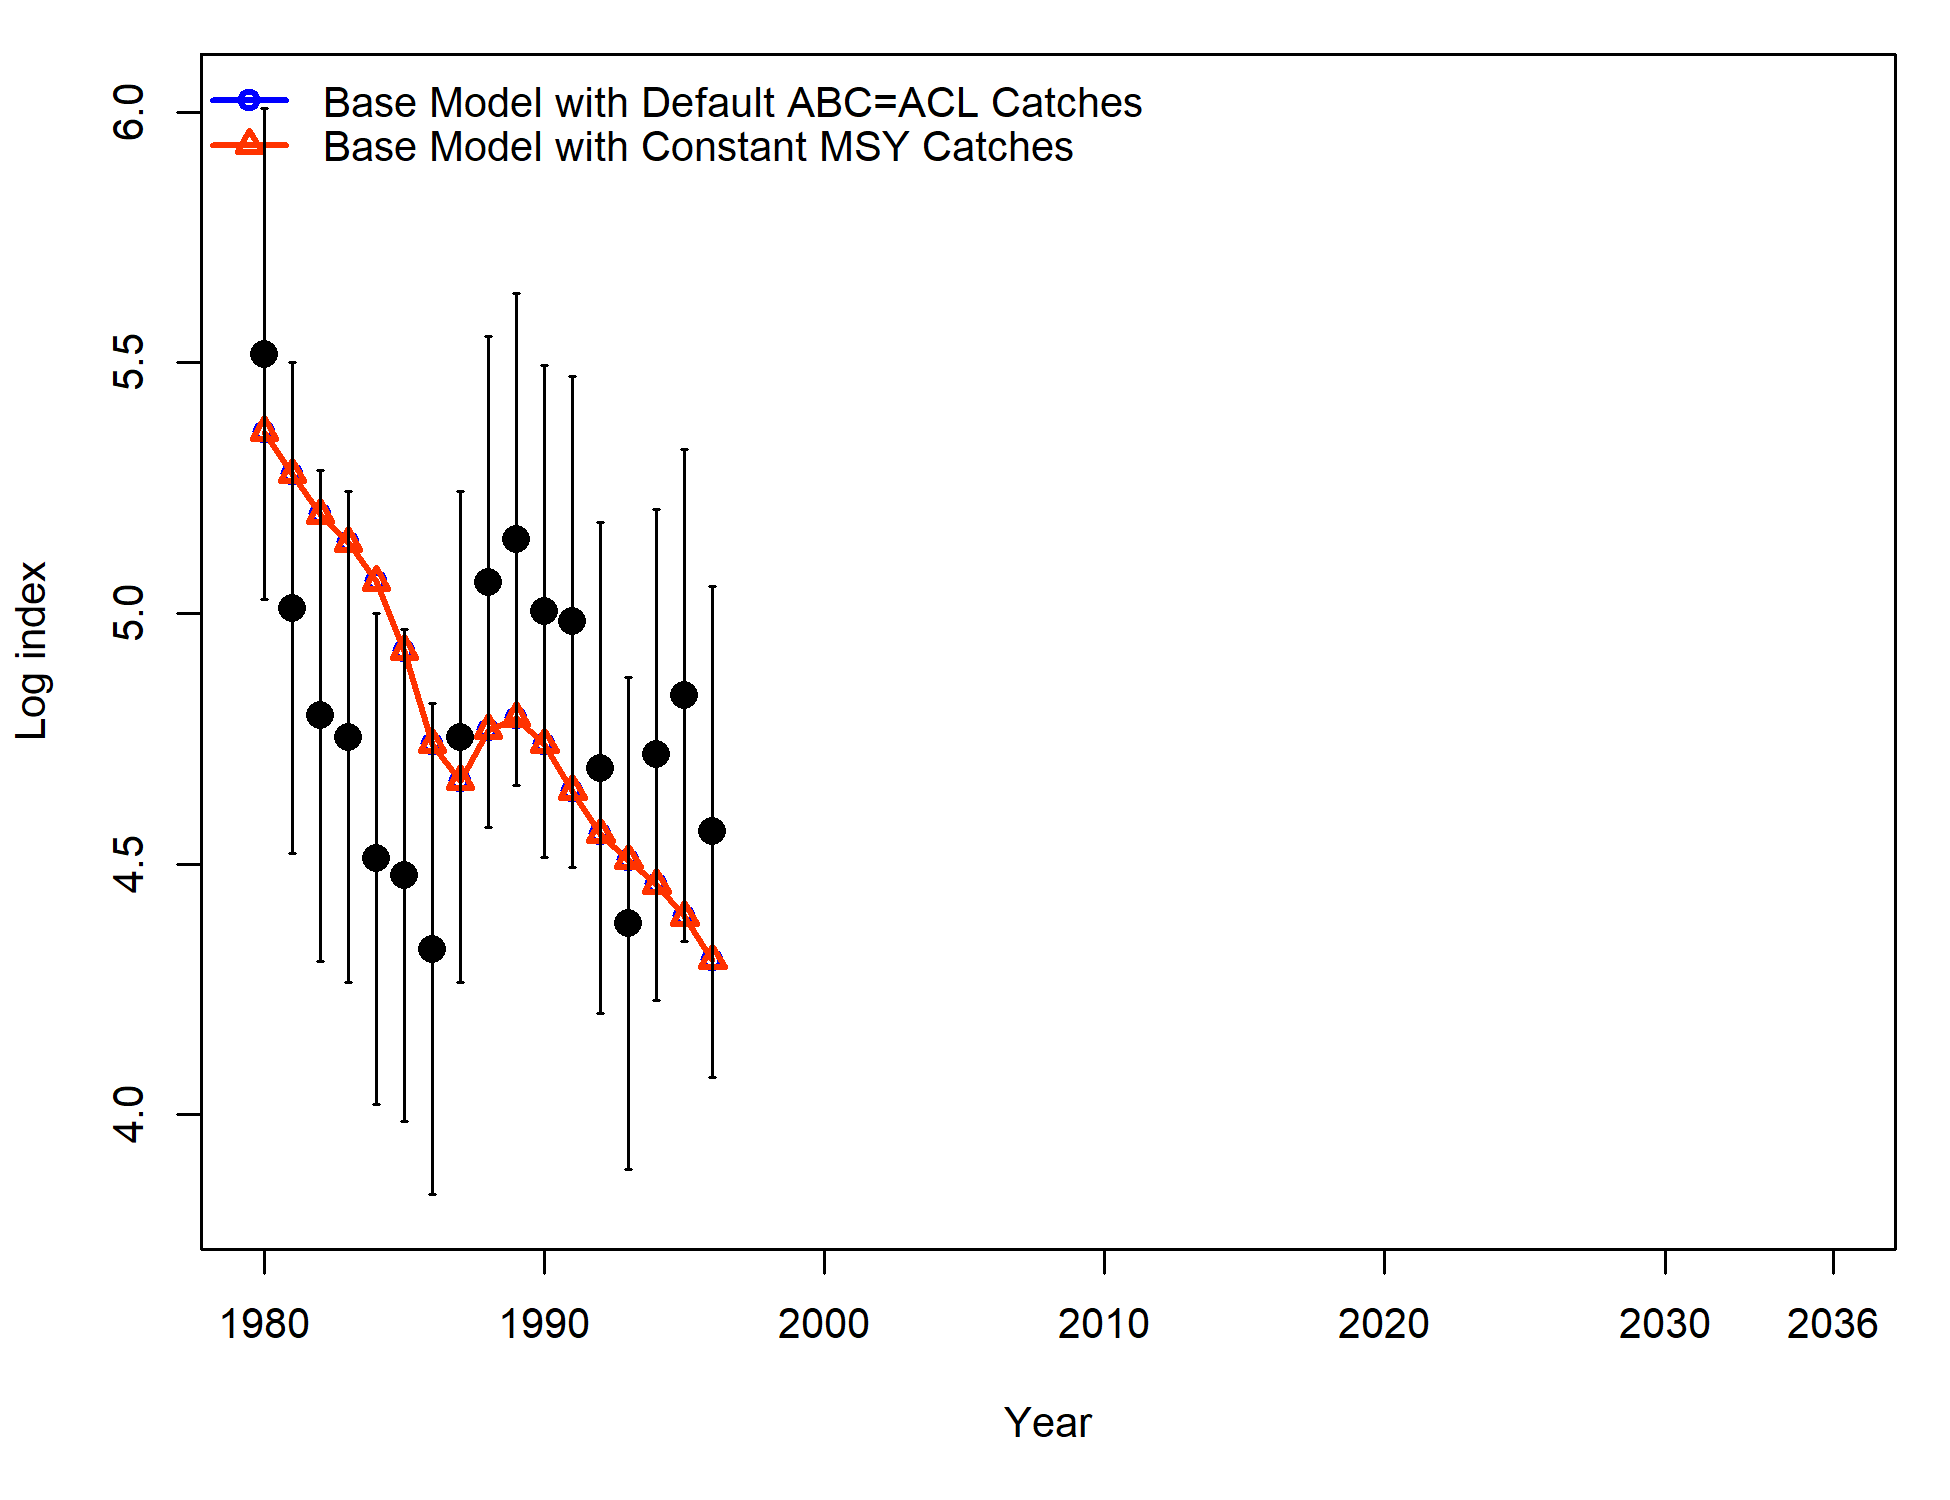 Base Model with Default ABC=ACL Catches
Base Model with Constant MSY Catches
6.0
5.5
5.0
4.5
4.0
Log index
1980 1990 2000 2010 2020 2030 2036
Year